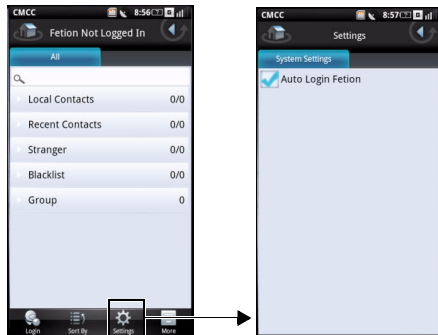 CMCC 8:56
Fetion Not Logged In
All
Local Contacts 0/0
Recent Contacts 0/0
Stranger 0/0
Blacklist 0/0
Group 0
Login Sort By Settings More
CMCC 8:57
Settings
System Settings
Auto Login Fetion